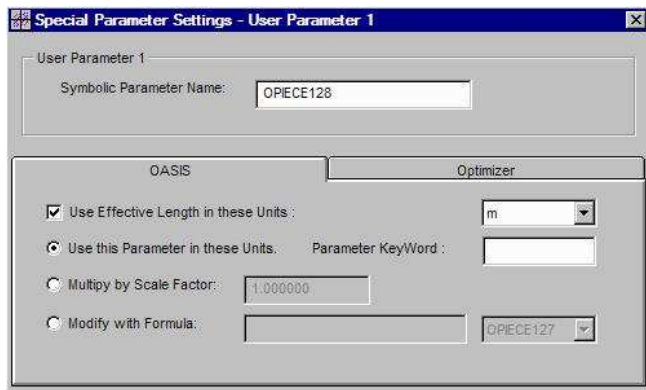 Special Parameter Settings - User Parameter 1
User Parameter 1
Symbolic Parameter Name: OPIECE128
OASIS Optimizer
Use Effective Length in these Units : m
Use this Parameter in these Units. Parameter KeyWord :
Multipy by Scale Factor: 1.000000
Modify with Formula: OPIECE127